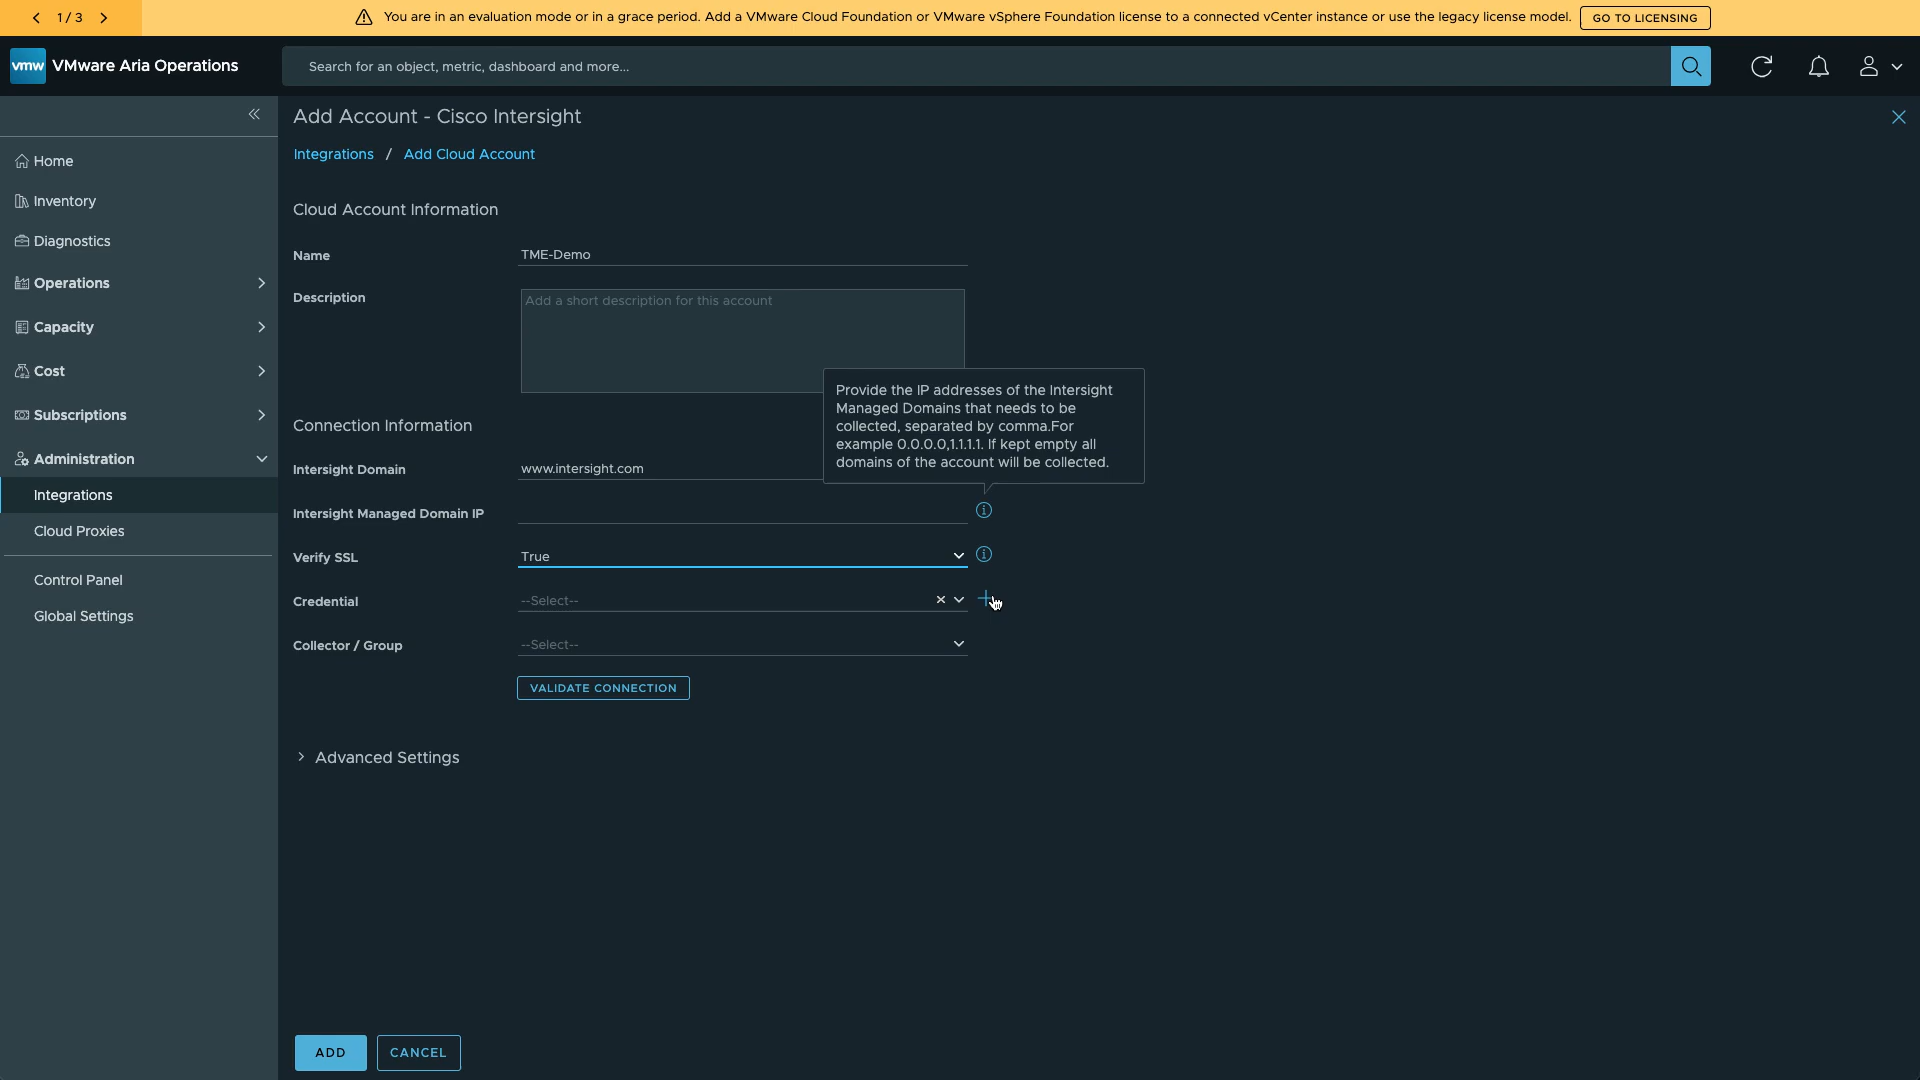 1 / 3
You are in an evaluation mode or in a grace period. Add a VMware Cloud Foundation or VMware vSphere Foundation license to a connected vCenter instance or use the legacy license model.
GO TO LICENSING
vmw
VMware Aria Operations
Search for an object, metric, dashboard and more...
Home
Inventory
Diagnostics
Operations
Capacity
Cost
Subscriptions
Administration
Integrations
Cloud Proxies
Control Panel
Global Settings
Add Account - Cisco Intersight
Integrations / Add Cloud Account
Cloud Account Information
Name
TME-Demo
Description
Add a short description for this account
Provide the IP addresses of the Intersight
Managed Domains that needs to be
collected, separated by comma.For
example 0.0.0.0,1.1.1.1. If kept empty all
domains of the account will be collected.
Connection Information
Intersight Domain
www.intersight.com
Intersight Managed Domain IP
Verify SSL
True
Credential
--Select--
Collector / Group
--Select--
VALIDATE CONNECTION
Advanced Settings
ADD
CANCEL